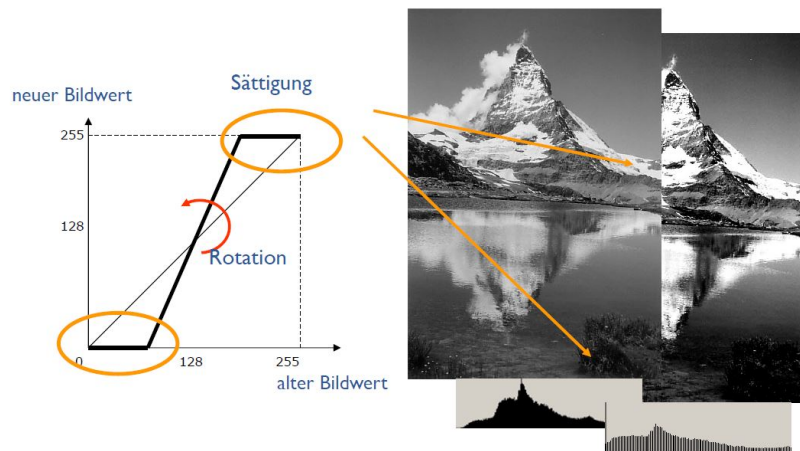 Sättigung
neuer Bildwert
255
128
Rotation
0
128
255
alter Bildwert